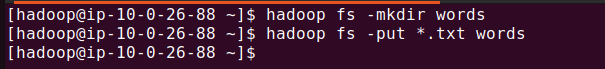 [hadoop@ip-10-0-26-88 ~]$ hadoop fs -mkdir words
[hadoop@ip-10-0-26-88 ~]$ hadoop fs -put *.txt words
[hadoop@ip-10-0-26-88 ~]$